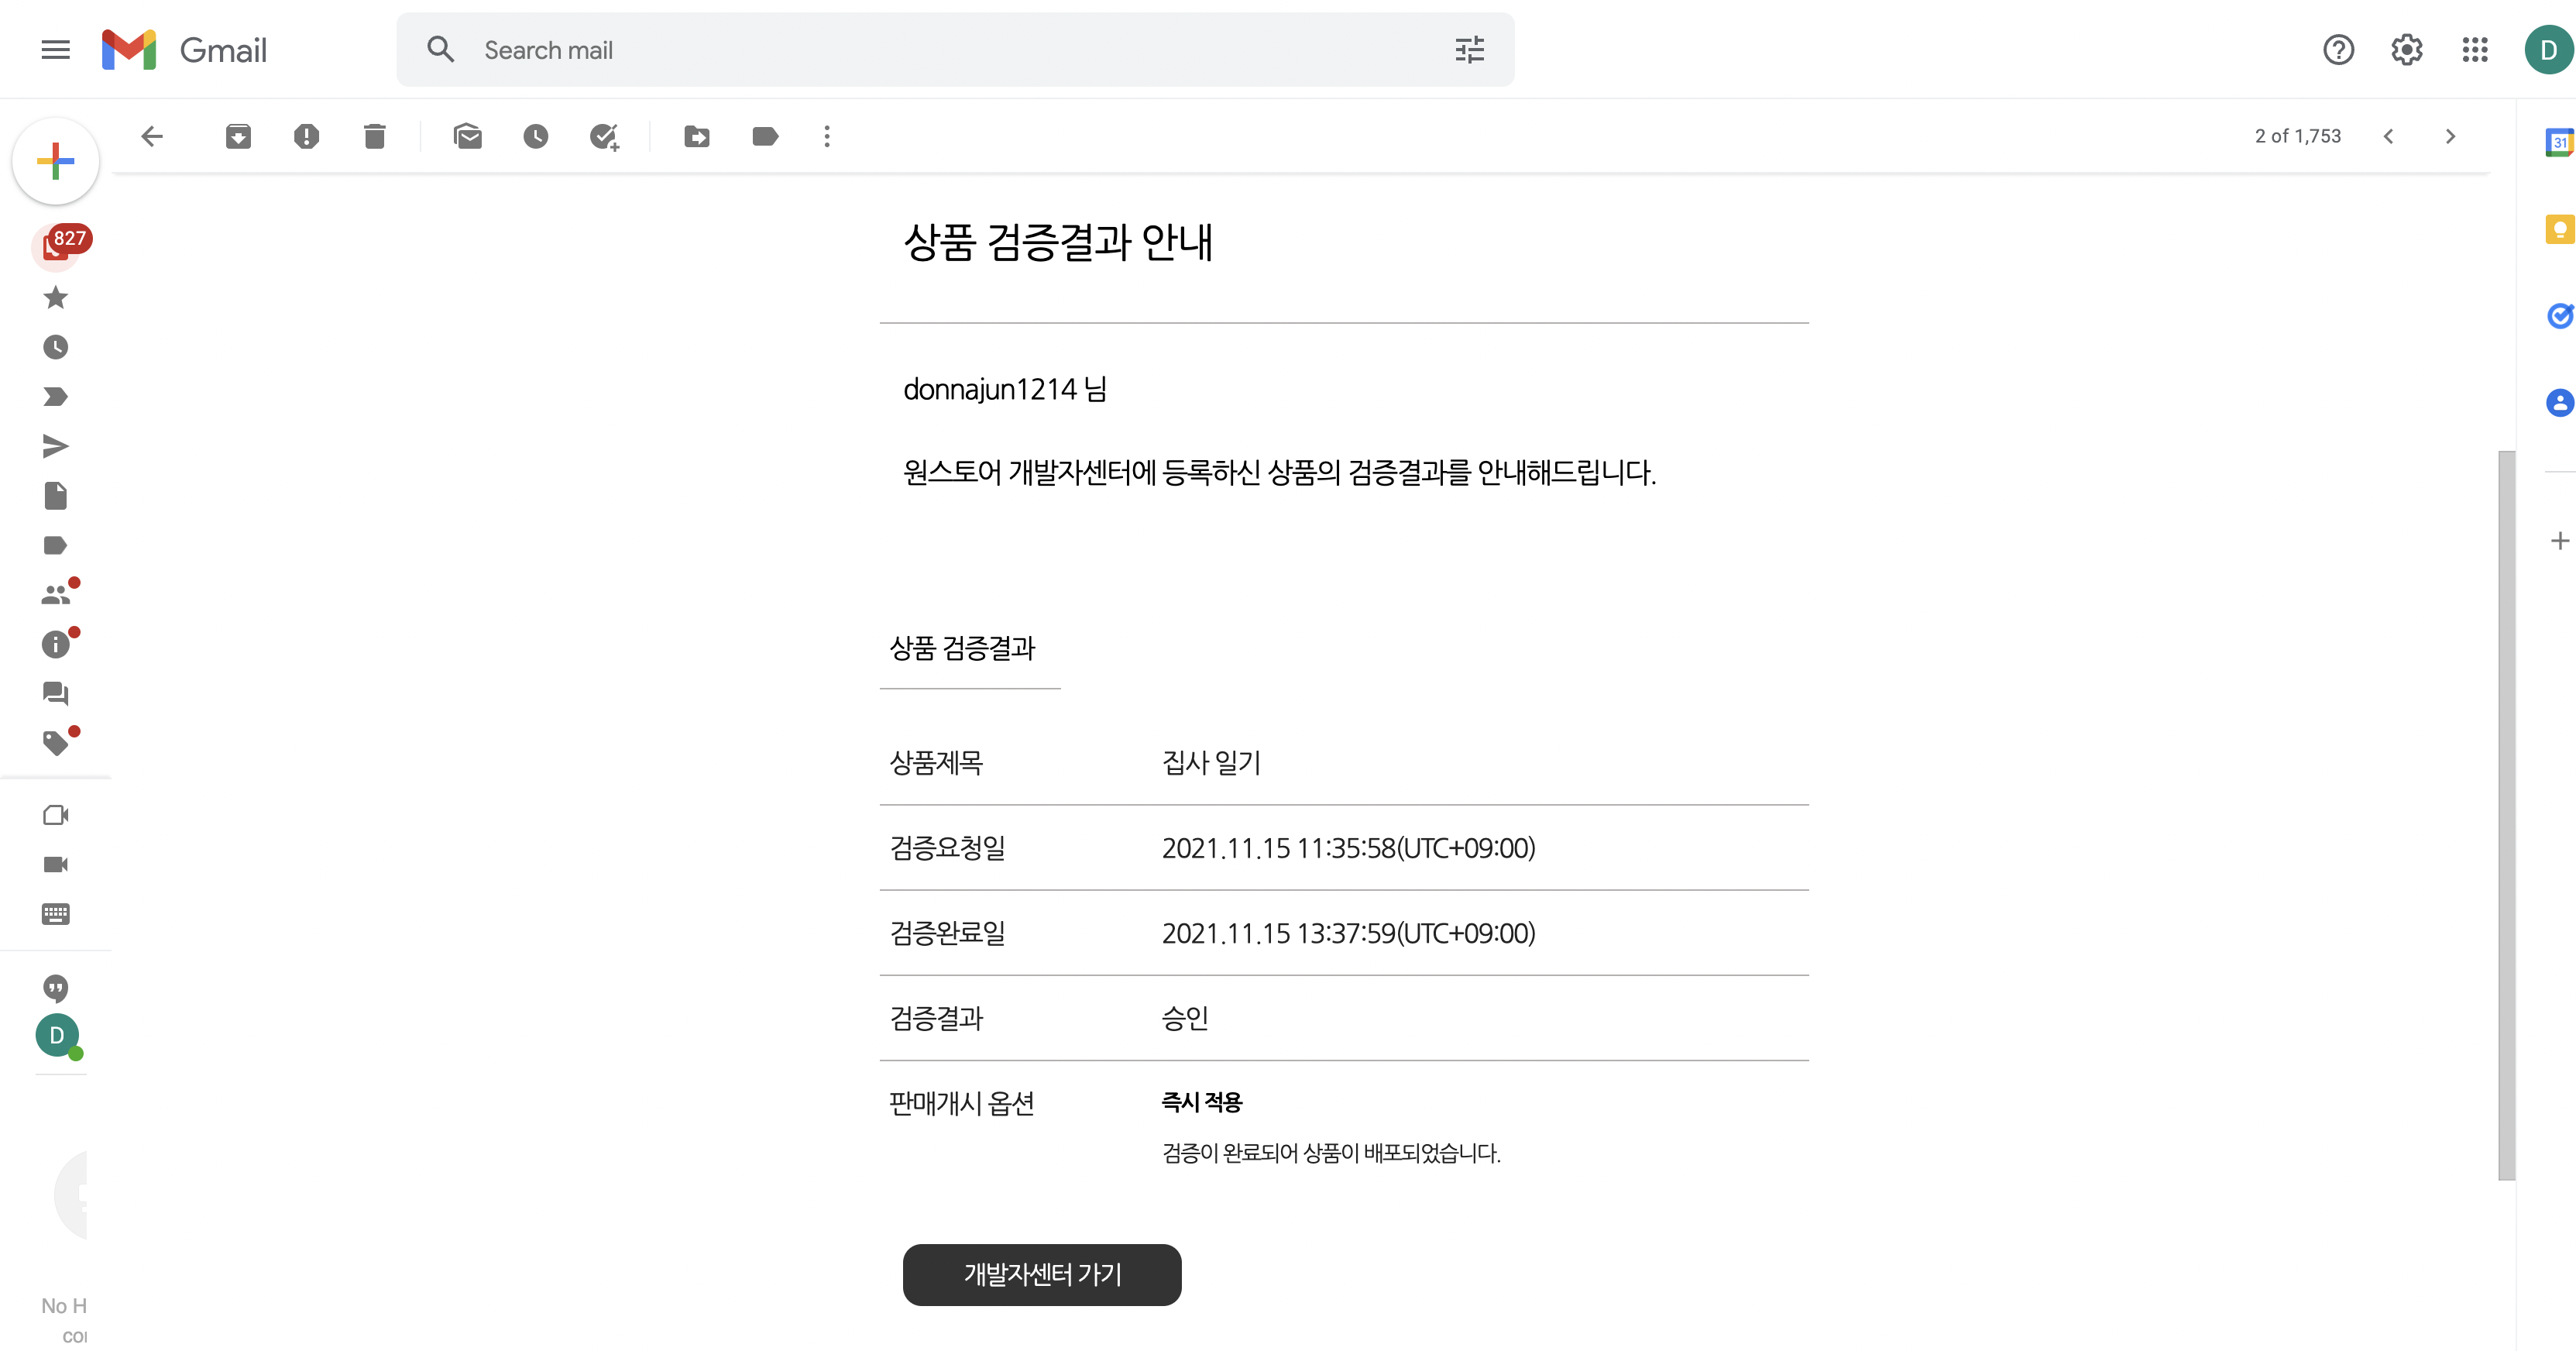 Gmail
Search mail
D
2 of 1,753
31
827
상품 검증결과 안내
donnajun1214 님
원스토어 개발자센터에 등록하신 상품의 검증결과를 안내해드립니다.
상품 검증결과
상품제목 집사 일기
검증요청일 2021.11.15 11:35:58(UTC+09:00)
검증완료일 2021.11.15 13:37:59(UTC+09:00)
검증결과 승인
판매개시 옵션 즉시 적용
검증이 완료되어 상품이 배포되었습니다.
D
개발자센터 가기
No H